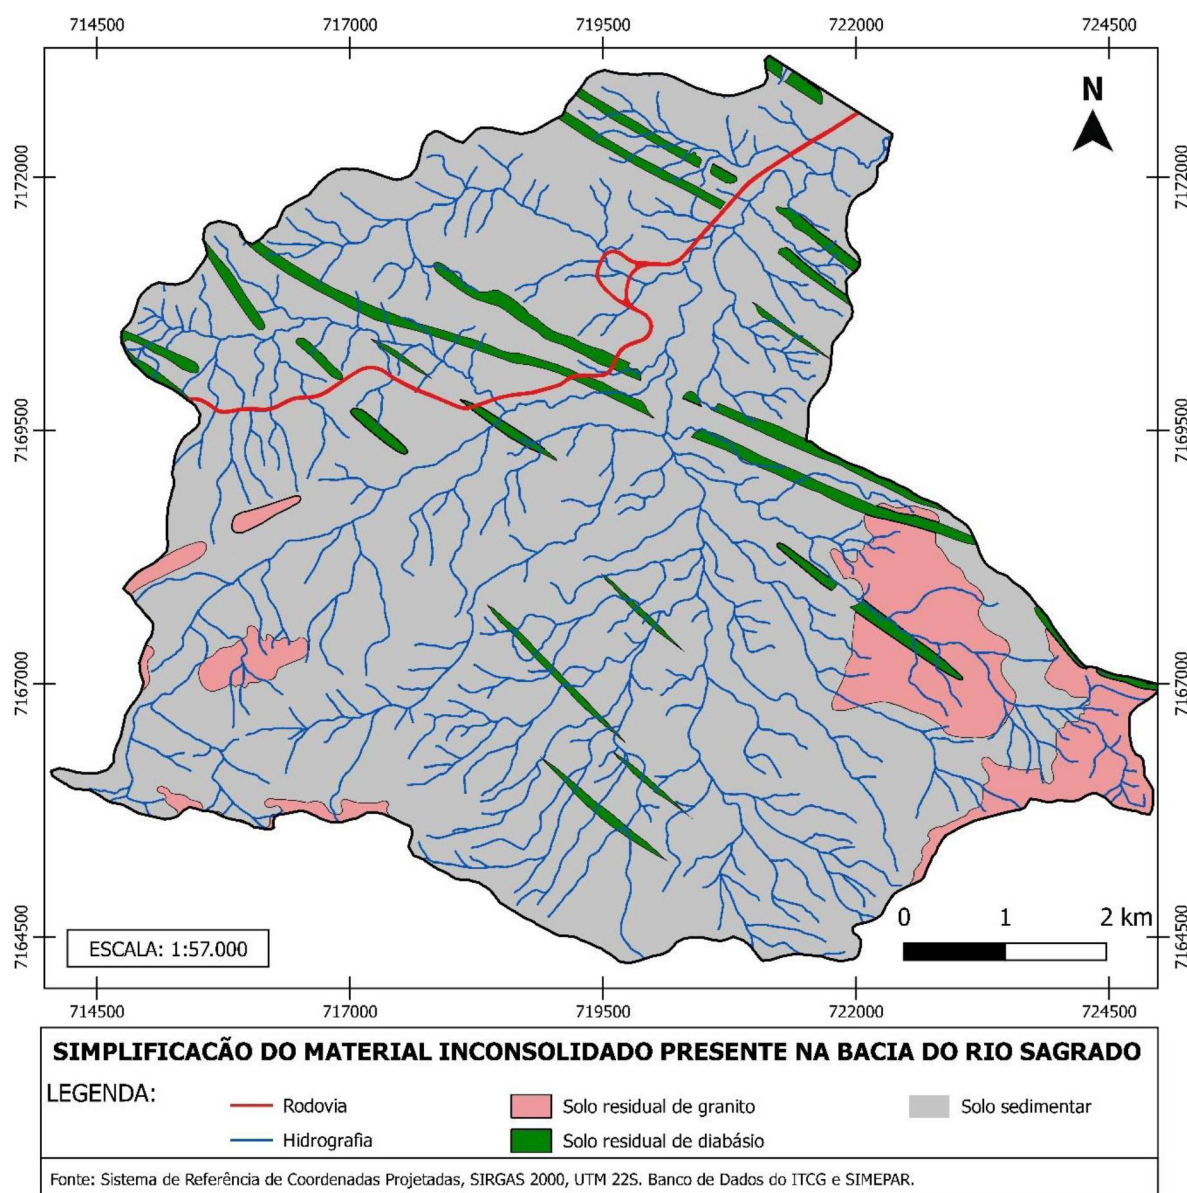 714500 717000 719500 722000 724500
N
7172000 7172000
7169500 7169500
7167000 7167000
7164500 7164500
0 1 2 km
ESCALA: 1:57.000
714500 717000 719500 722000 724500
SIMPLIFICACÃO DO MATERIAL INCONSOLIDADO PRESENTE NA BACIA DO RIO SAGRADO
LEGENDA:
Rodovia Solo residual de granito Solo sedimentar
Hidrografia Solo residual de diabásio
Fonte: Sistema de Referência de Coordenadas Projetadas, SIRGAS 2000, UTM 22S. Banco de Dados do ITCG e SIMEPAR.